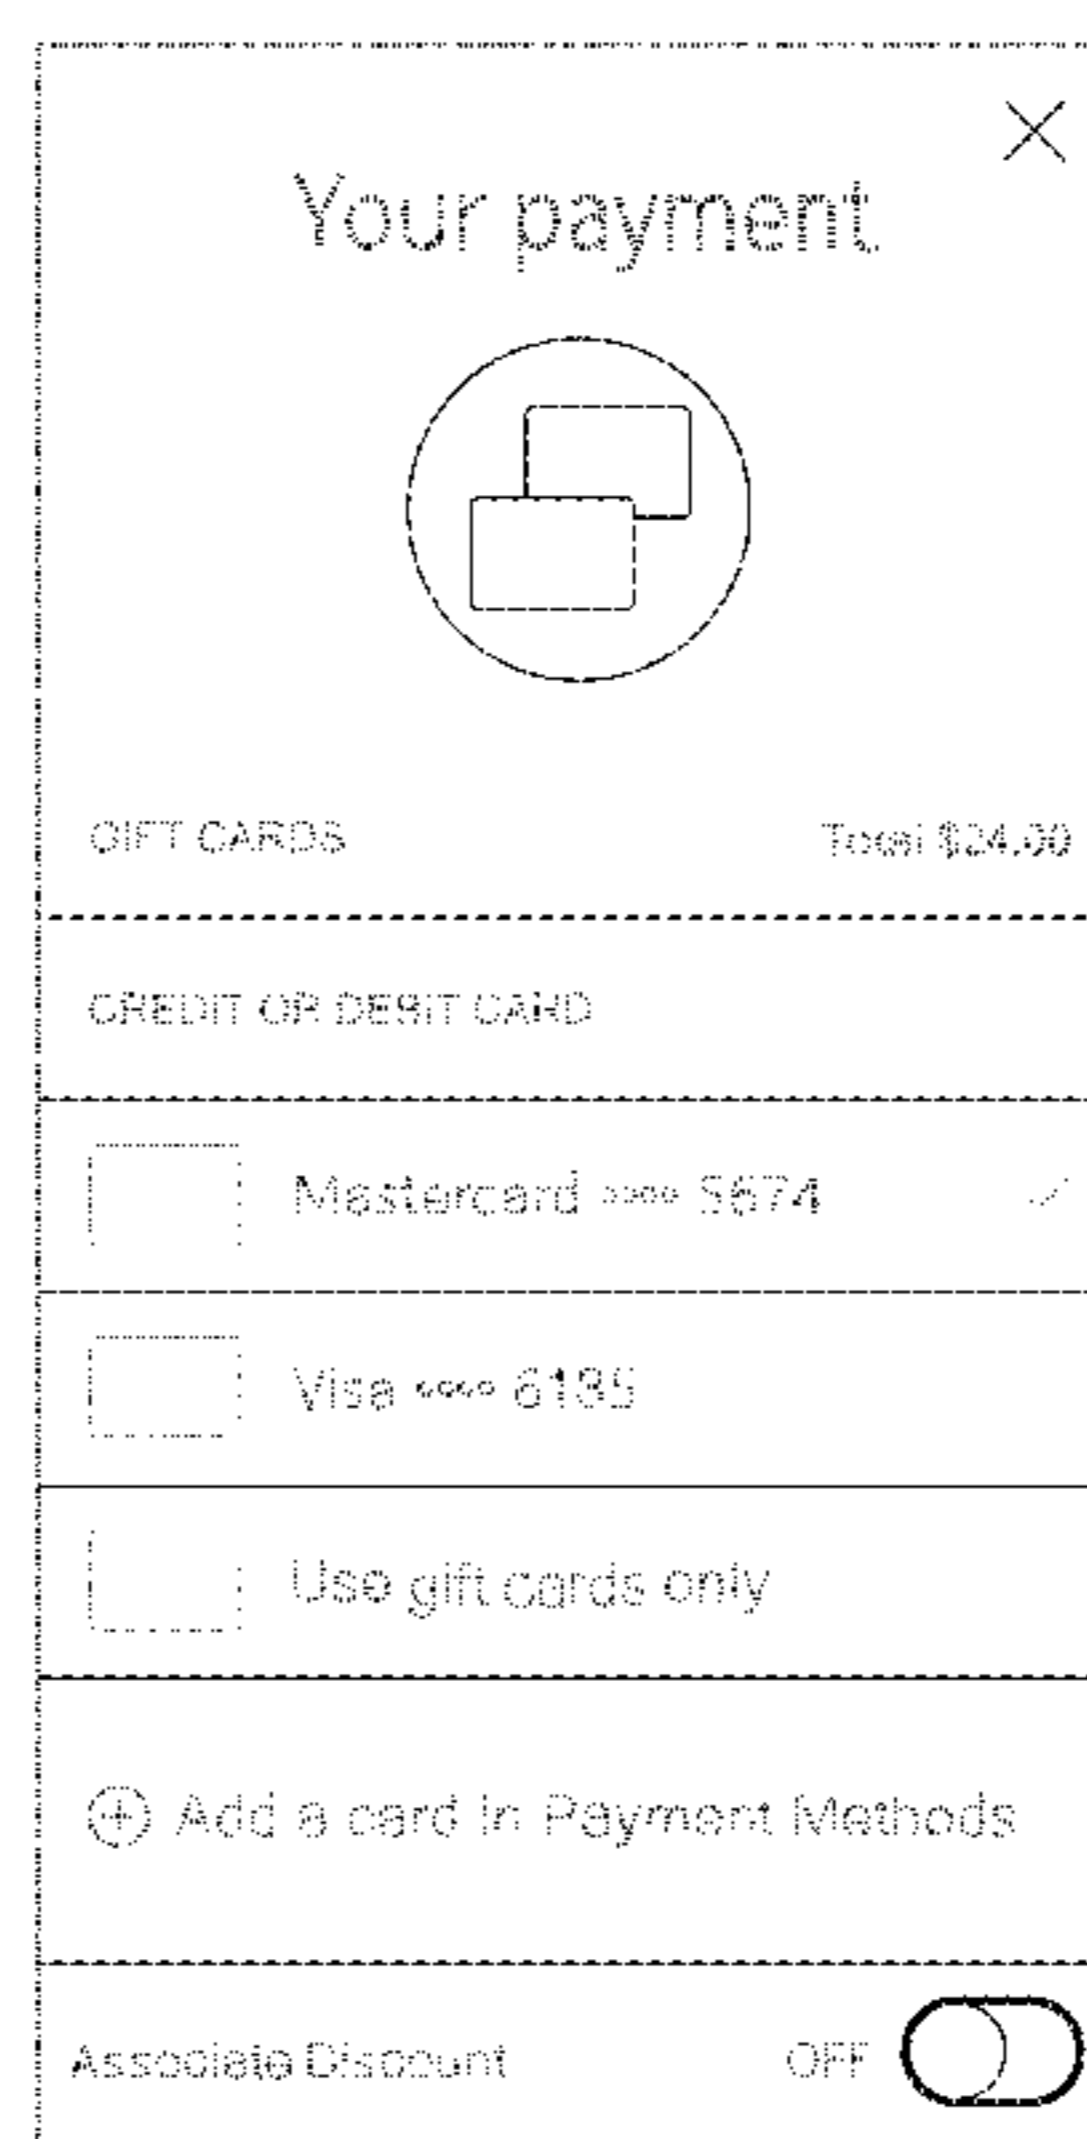 Your payment
GIFT CARDS Total $24.00
CREDIT OR DEBIT CARD
Mastercard •••• 5674
Visa •••• 6135
Use gift cards only
Add a card in Payment Methods
Associate Discount OFF